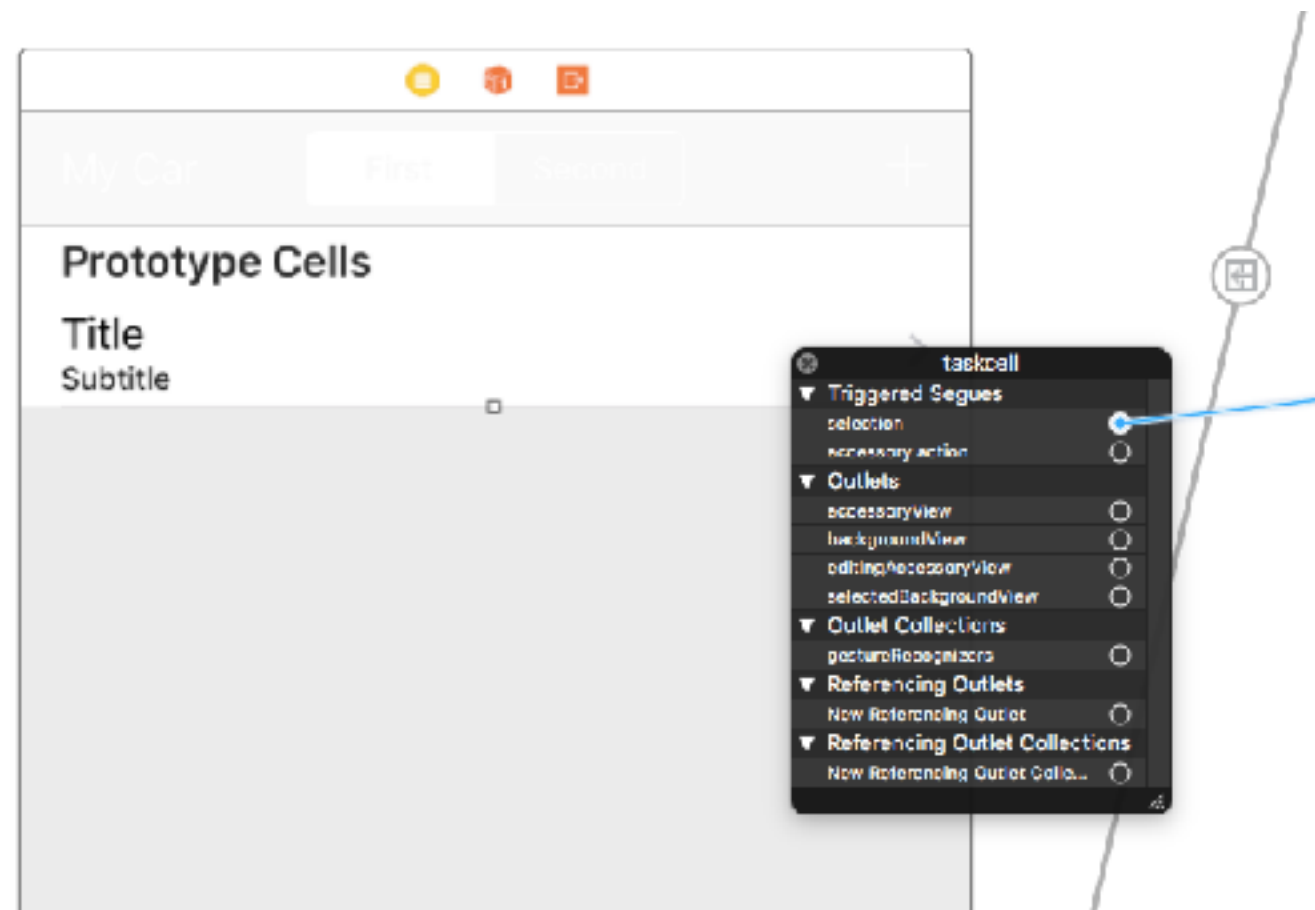 My Car First Second +
Prototype Cells
Title
Subtitle
taskcell
Triggered Segues
selection
accessory action
Outlets
accessoryView
backgroundView
editingAccessoryView
selectedBackgroundView
Outlet Collections
gestureRecognizers
Referencing Outlets
New Referencing Outlet
Referencing Outlet Collections
New Referencing Outlet Colle...